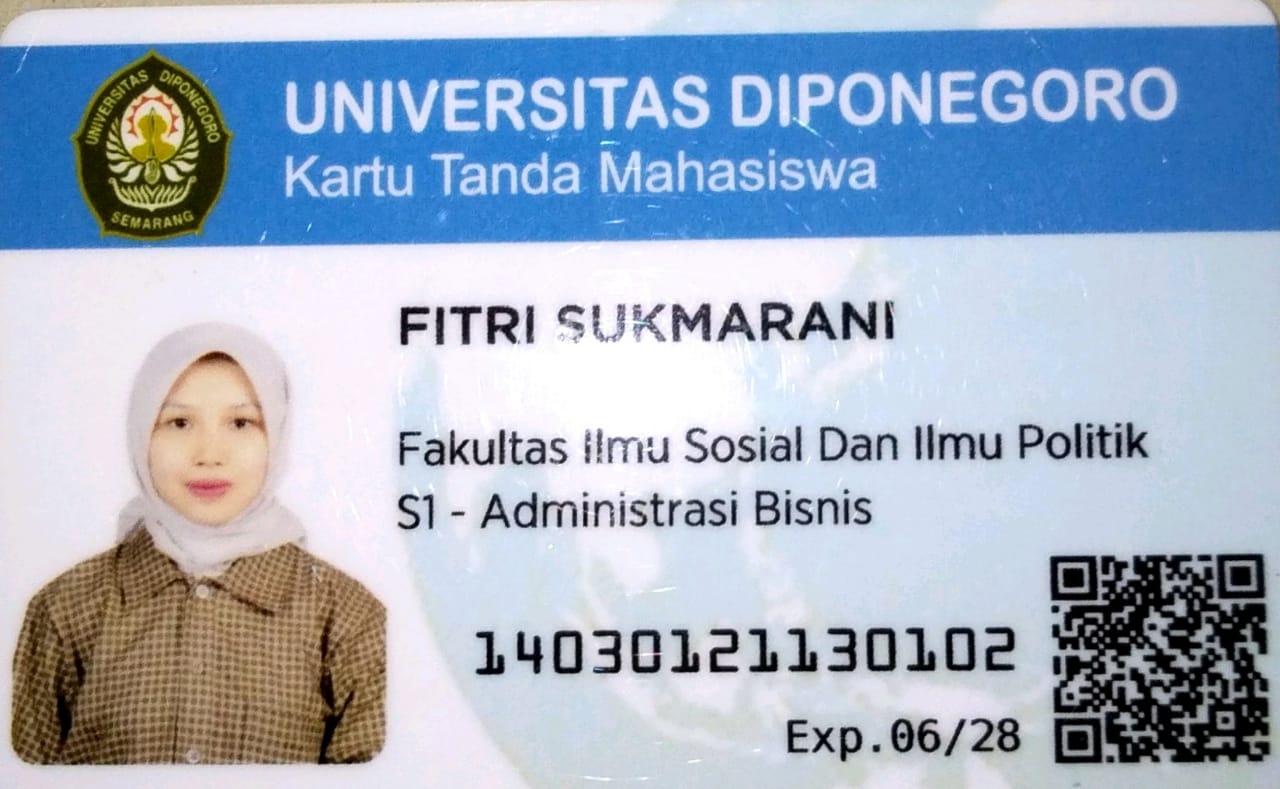 UNIVERSITAS DIPONEGORO
SEMARANG
UNIVERSITAS DIPONEGORO
Kartu Tanda Mahasiswa
FITRI SUKMARANI
Fakultas Ilmu Sosial Dan Ilmu Politik
S1 - Administrasi Bisnis
14030121130102
Exp.06/28